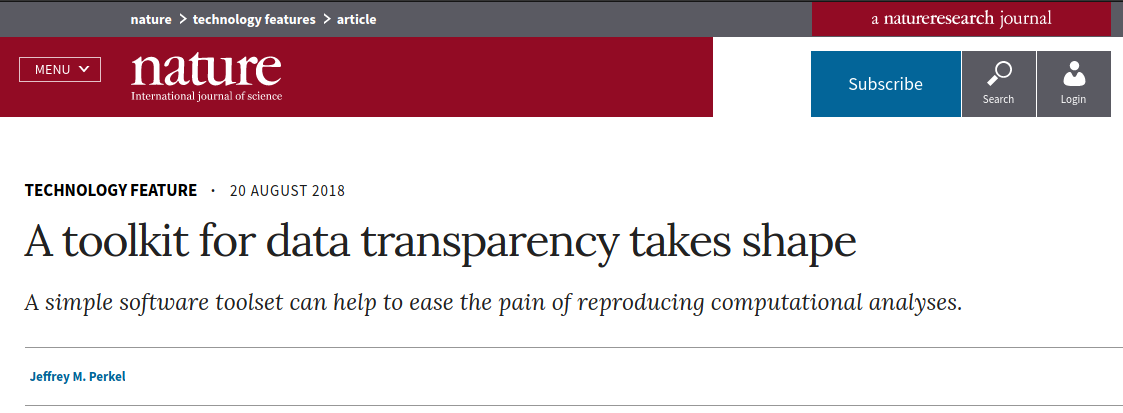 nature > technology features > article
a natureresearch journal
MENU
nature
International journal of science
Subscribe
Search
Login
TECHNOLOGY FEATURE · 20 AUGUST 2018
A toolkit for data transparency takes shape
A simple software toolset can help to ease the pain of reproducing computational analyses.
Jeffrey M. Perkel